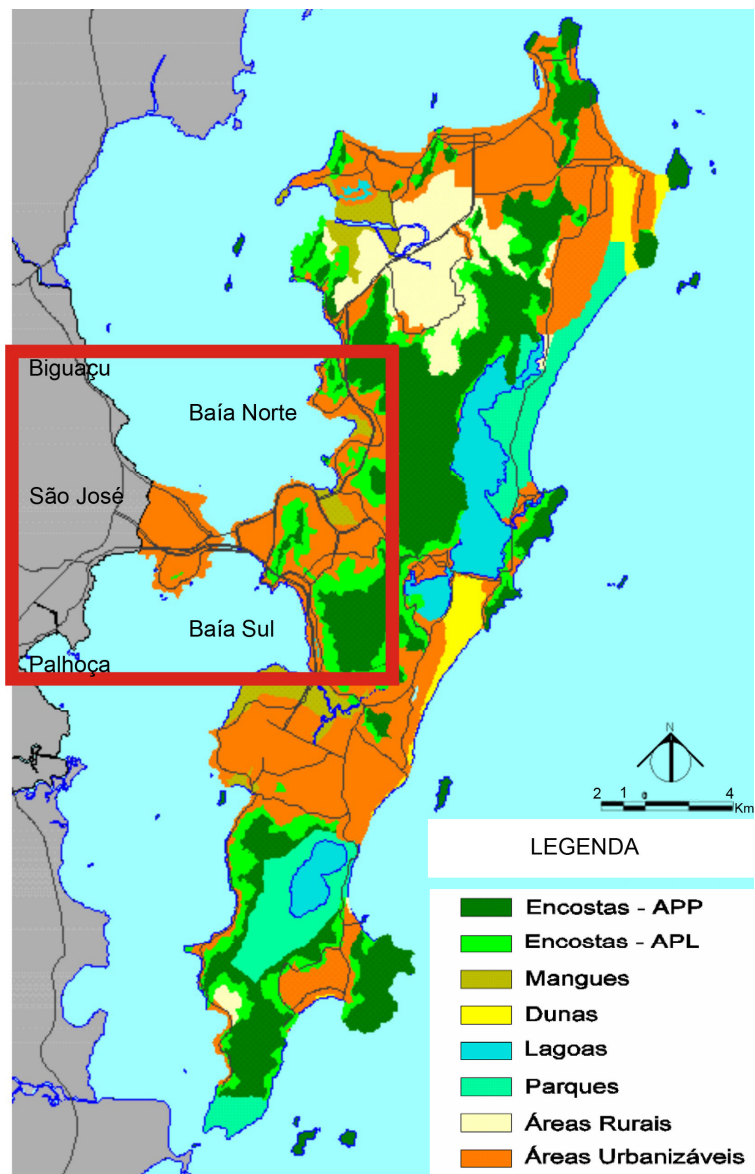 Biguaçu
Baía Norte
São José
Baía Sul
Palhoça
N
2 1 0 4
Km
LEGENDA
Encostas - APP
Encostas - APL
Mangues
Dunas
Lagoas
Parques
Áreas Rurais
Áreas Urbanizáveis